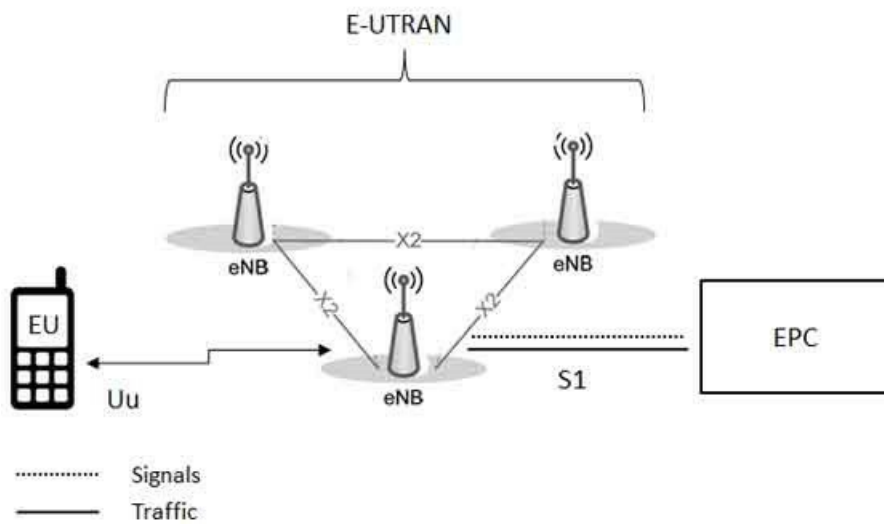 E-UTRAN
eNB
X2
eNB
X2
X2
EU
Uu
eNB
S1
EPC
Signals
Traffic